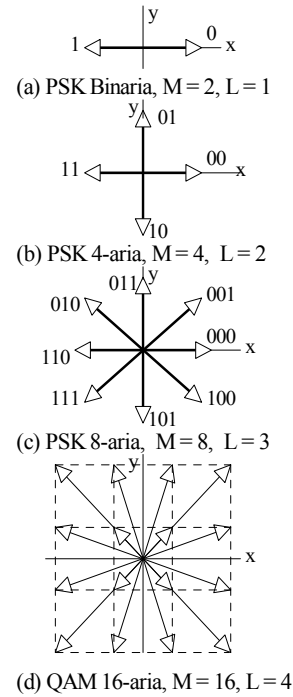 y
1 0 x
(a) PSK Binaria, M = 2, L = 1
y 01
11 00 x
10
(b) PSK 4-aria, M = 4, L = 2
011 y
010 001
110 000 x
111 100
101
(c) PSK 8-aria, M = 8, L = 3
y
x
(d) QAM 16-aria, M = 16, L = 4